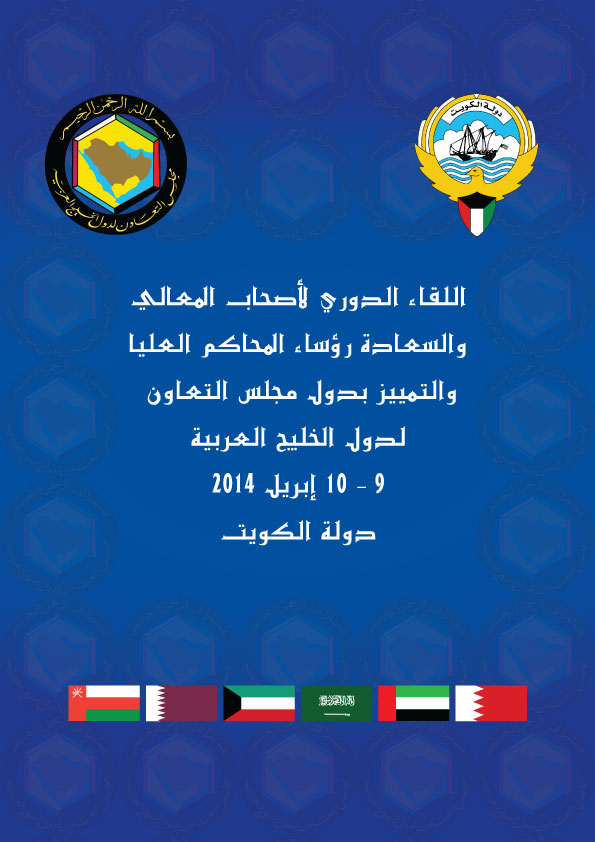 بسم الله الرحمن الرحيم
مجلس التعاون لدول الخليج العربية
دولة الكويت
اللقاء الدوري لأصحاب المعالي
والسعادة رؤساء المحاكم العليا
والتمييز بدول مجلس التعاون
لدول الخليج العربية
9 - 10 إبريل 2014
دولة الكويت